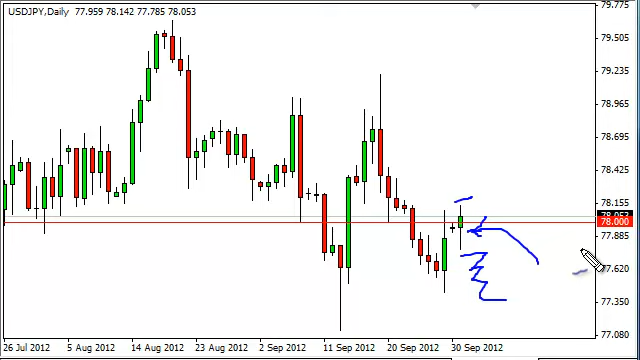 USDJPY,Daily 77.959 78.142 77.785 78.053
79.775
79.505
79.235
78.965
78.695
78.425
78.155
78.053
78.000
77.885
77.620
77.350
77.080
26 Jul 2012
5 Aug 2012
14 Aug 2012
23 Aug 2012
2 Sep 2012
11 Sep 2012
20 Sep 2012
30 Sep 2012